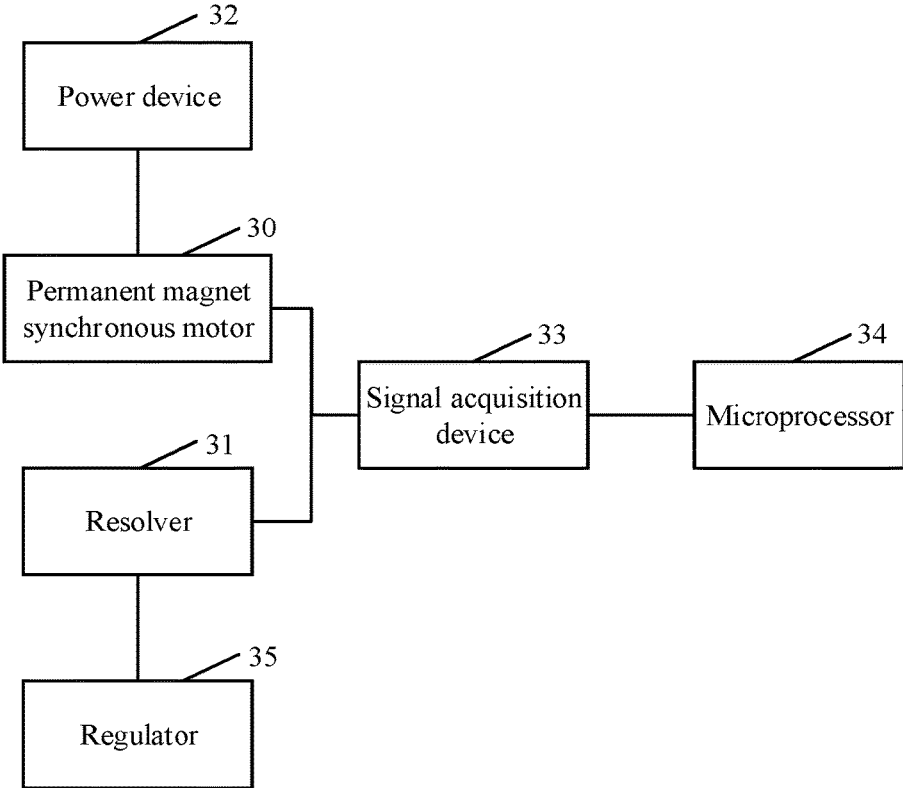 32
Power device
30
Permanent magnet
synchronous motor
33
Signal acquisition
device
34
Microprocessor
31
Resolver
35
Regulator